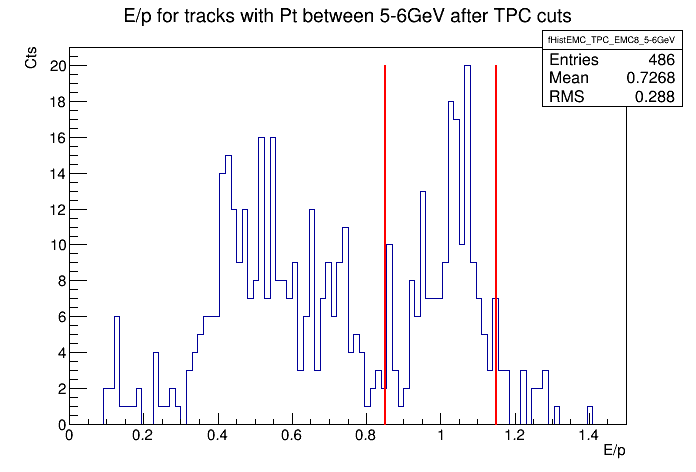 E/p for tracks with Pt between 5-6GeV after TPC cuts
fHistEMC_TPC_EMC8_5-6GeV
Entries 486
Mean 0.7268
RMS 0.288
Cts
20
18
16
14
12
10
8
6
4
2
0
0 0.2 0.4 0.6 0.8 1 1.2 1.4
E/p